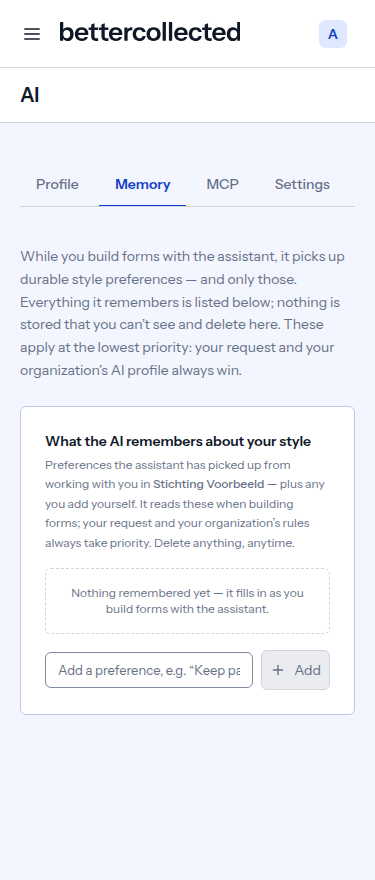 bettercollected
A
AI
Profile
Memory
MCP
Settings
While you build forms with the assistant, it picks up
durable style preferences — and only those.
Everything it remembers is listed below; nothing is
stored that you can’t see and delete here. These
apply at the lowest priority: your request and your
organization’s AI profile always win.
What the AI remembers about your style
Preferences the assistant has picked up from
working with you in Stichting Voorbeeld — plus any
you add yourself. It reads these when building
forms; your request and your organization’s rules
always take priority. Delete anything, anytime.
Nothing remembered yet — it fills in as you
build forms with the assistant.
Add a preference, e.g. “Keep
Add